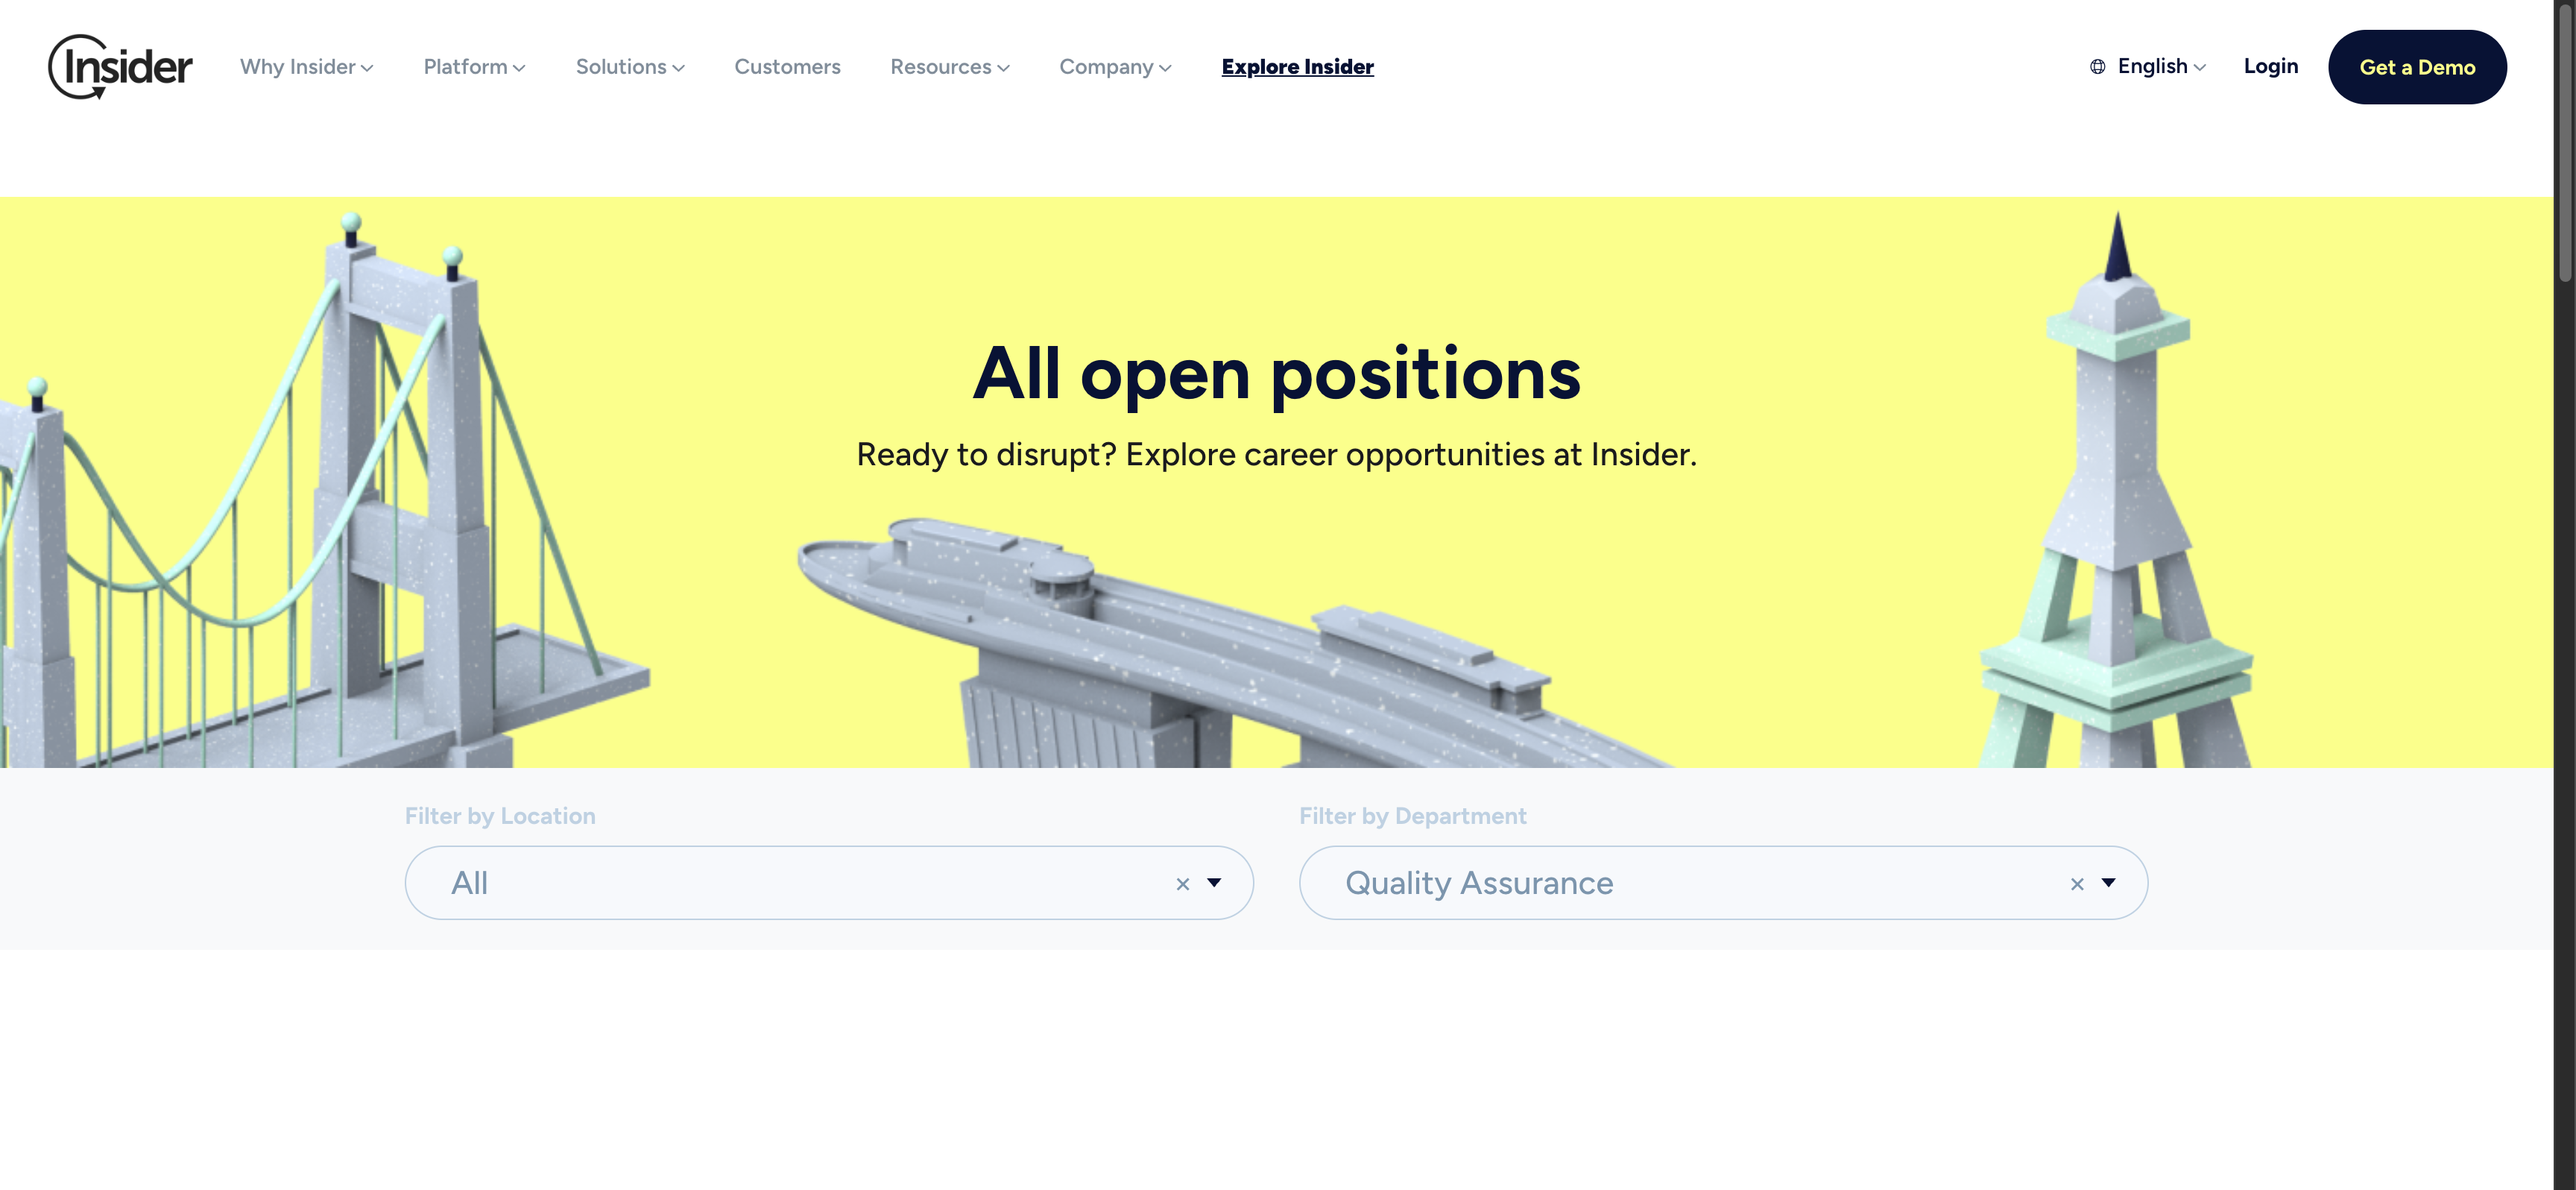 Insider
Why Insider
Platform
Solutions
Customers
Resources
Company
Explore Insider
English
Login
Get a Demo
All open positions
Ready to disrupt? Explore career opportunities at Insider.
Filter by Location
Filter by Department
All
×
Quality Assurance
×